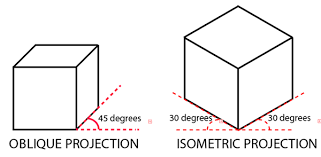 45 degrees
30 degrees
30 degrees
OBLIQUE PROJECTION
ISOMETRIC PROJECTION